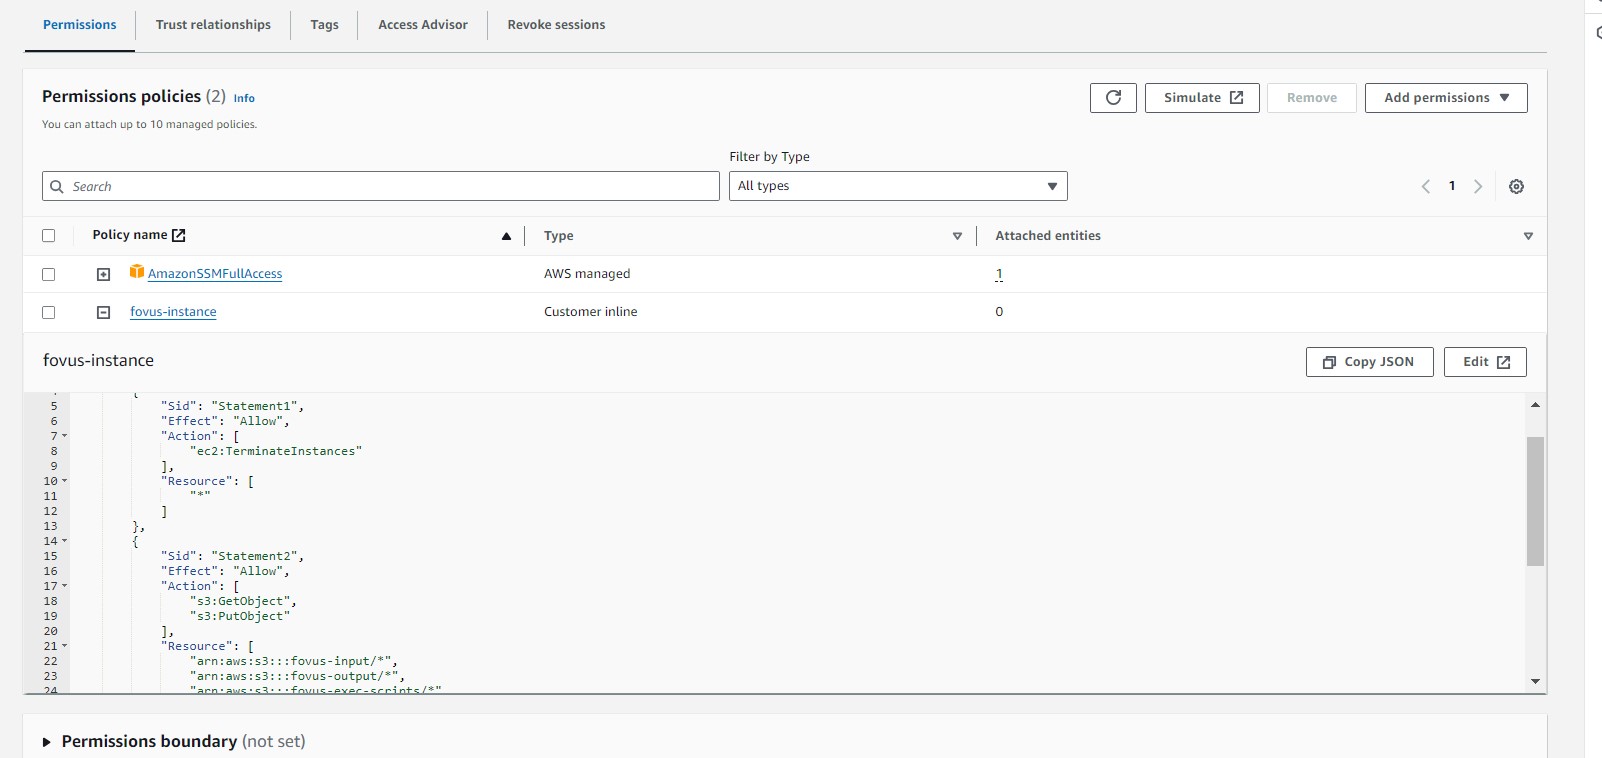 Permissions
Trust relationships
Tags
Access Advisor
Revoke sessions
Permissions policies (2) Info
You can attach up to 10 managed policies.
Simulate
Remove
Add permissions
Filter by Type
Search
All types
1
Policy name
Type
Attached entities
AmazonSSMFullAccess
AWS managed
1
fovus-instance
Customer inline
0
fovus-instance
Copy JSON
Edit
4 {
5 "Sid": "Statement1",
6 "Effect": "Allow",
7 "Action": [
8 "ec2:TerminateInstances"
9 ],
10 "Resource": [
11 "*"
12 ]
13 },
14 {
15 "Sid": "Statement2",
16 "Effect": "Allow",
17 "Action": [
18 "s3:GetObject",
19 "s3:PutObject"
20 ],
21 "Resource": [
22 "arn:aws:s3:::fovus-input/*",
23 "arn:aws:s3:::fovus-output/*",
24 "arn:aws:s3:::fovus-exec-scripts/*"
Permissions boundary (not set)